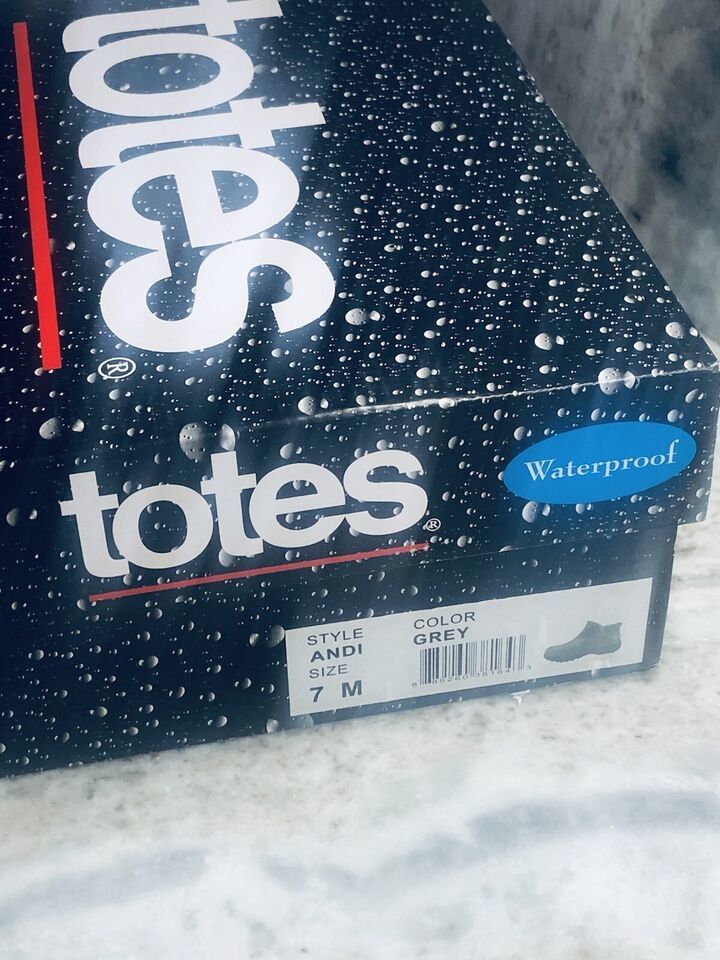 totes®
totes®
Waterproof
STYLE
ANDI
SIZE
7 M
COLOR
GREY